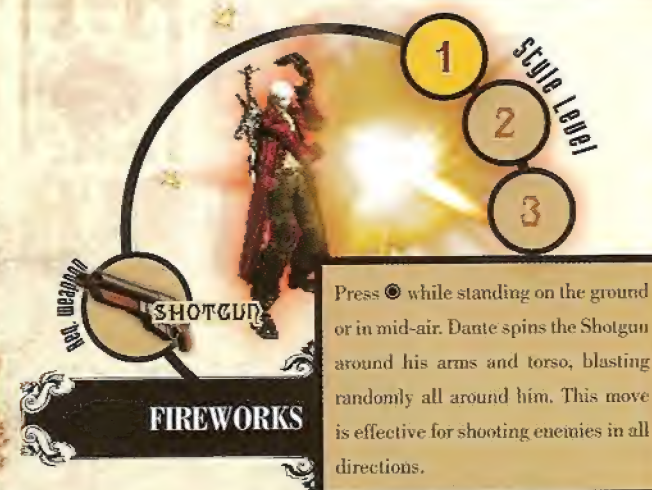 1
Style Level
2
3
Req. Weapon
SHOTGUN
Press ◉ while standing on the ground
or in mid-air. Dante spins the Shotgun
around his arms and torso, blasting
randomly all around him. This move
is effective for shooting enemies in all
directions.
FIREWORKS